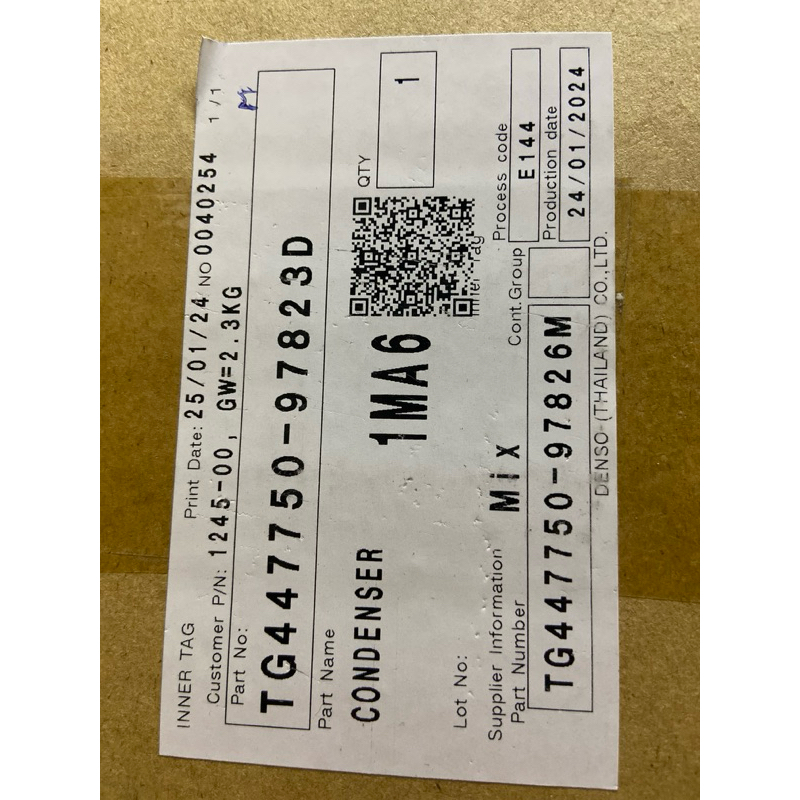 INNER TAG Print Date: 25/01/24 NO 0040254 1/1
Customer P/N: 1245-00, GW=2.3KG
Part No:
TG447750-97823D
Part Name QTY
CONDENSER 1MA6 1
Inner Tag
Lot No:
Supplier Information Mix Cont.Group Process code
E144
Part Number Production date
TG447750-97826M 24/01/2024
DENSO (THAILAND) CO.,LTD.